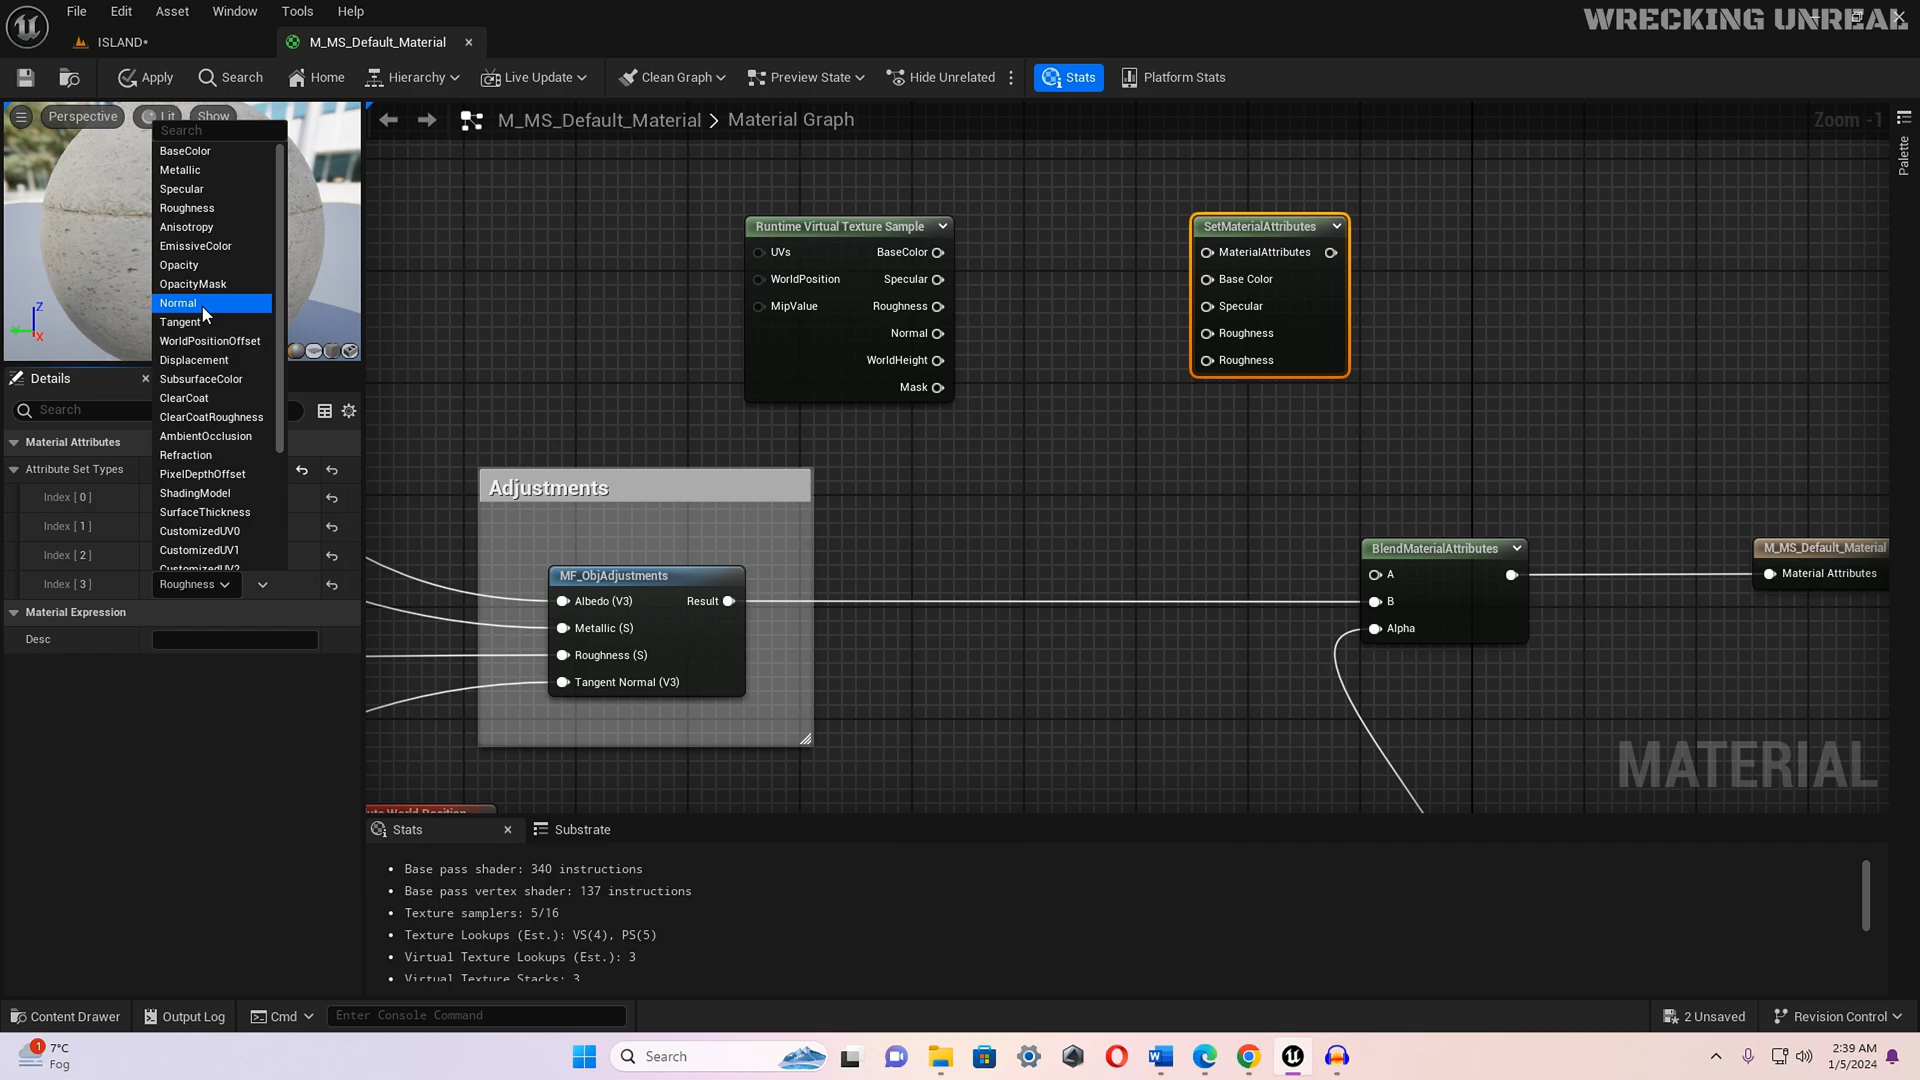 File Edit Asset Window Tools Help
WRECKING UNREAL
ISLAND*
M_MS_Default_Material
Apply
Search
Home
Hierarchy
Live Update
Clean Graph
Preview State
Hide Unrelated
Stats
Platform Stats
Perspective
Lit
Show
M_MS_Default_Material > Material Graph
Zoom -1
Palette
Search
BaseColor
Metallic
Specular
Roughness
Anisotropy
EmissiveColor
Opacity
OpacityMask
Normal
Tangent
WorldPositionOffset
Displacement
SubsurfaceColor
ClearCoat
ClearCoatRoughness
AmbientOcclusion
Refraction
PixelDepthOffset
ShadingModel
SurfaceThickness
CustomizedUV0
CustomizedUV1
CustomizedUV2
Z
X
Details
Search
Material Attributes
Attribute Set Types
Index [ 0 ]
Index [ 1 ]
Index [ 2 ]
Index [ 3 ]
Roughness
Material Expression
Desc
Runtime Virtual Texture Sample
UVs
BaseColor
WorldPosition
Specular
MipValue
Roughness
Normal
WorldHeight
Mask
SetMaterialAttributes
MaterialAttributes
Base Color
Specular
Roughness
Roughness
Adjustments
MF_ObjAdjustments
Albedo (V3)
Result
Metallic (S)
Roughness (S)
Tangent Normal (V3)
BlendMaterialAttributes
A
B
Alpha
M_MS_Default_Material
Material Attributes
MATERIAL
Stats
Substrate
• Base pass shader: 340 instructions
• Base pass vertex shader: 137 instructions
• Texture samplers: 5/16
• Texture Lookups (Est.): VS(4), PS(5)
• Virtual Texture Lookups (Est.): 3
• Virtual Texture Stacks: 3
Content Drawer
Output Log
Cmd
Enter Console Command
2 Unsaved
Revision Control
1
7°C
Fog
Search
2:39 AM
1/5/2024